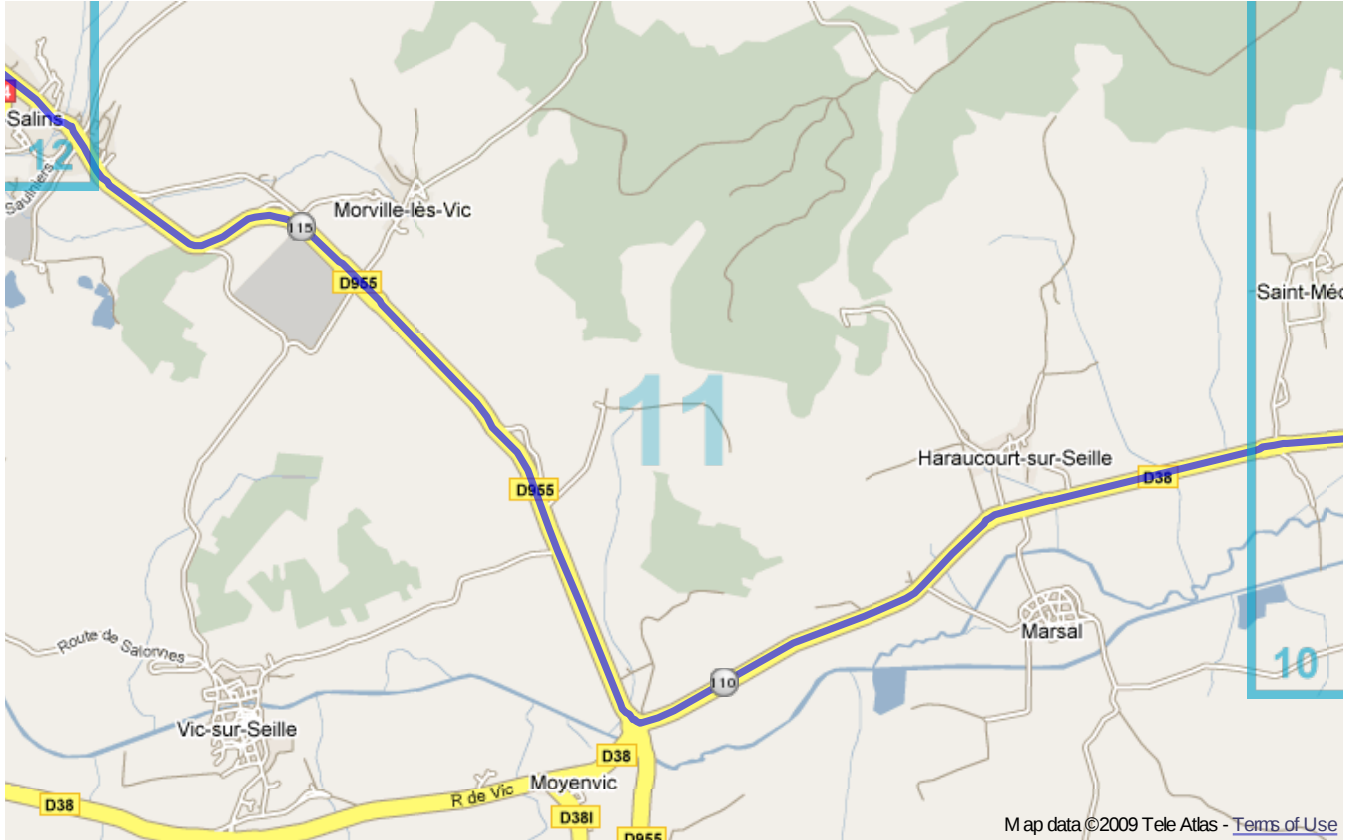 4
-Salins
12
Saulniers
Morville-lès-Vic
115
D955
Saint-Méd
11
Haraucourt-sur-Seille
D38
D955
Marsal
Route de Salonnes
10
110
Vic-sur-Seille
D38
Moyenvic
R de Vic
D38
D38I
D955
Map data ©2009 Tele Atlas - Terms of Use